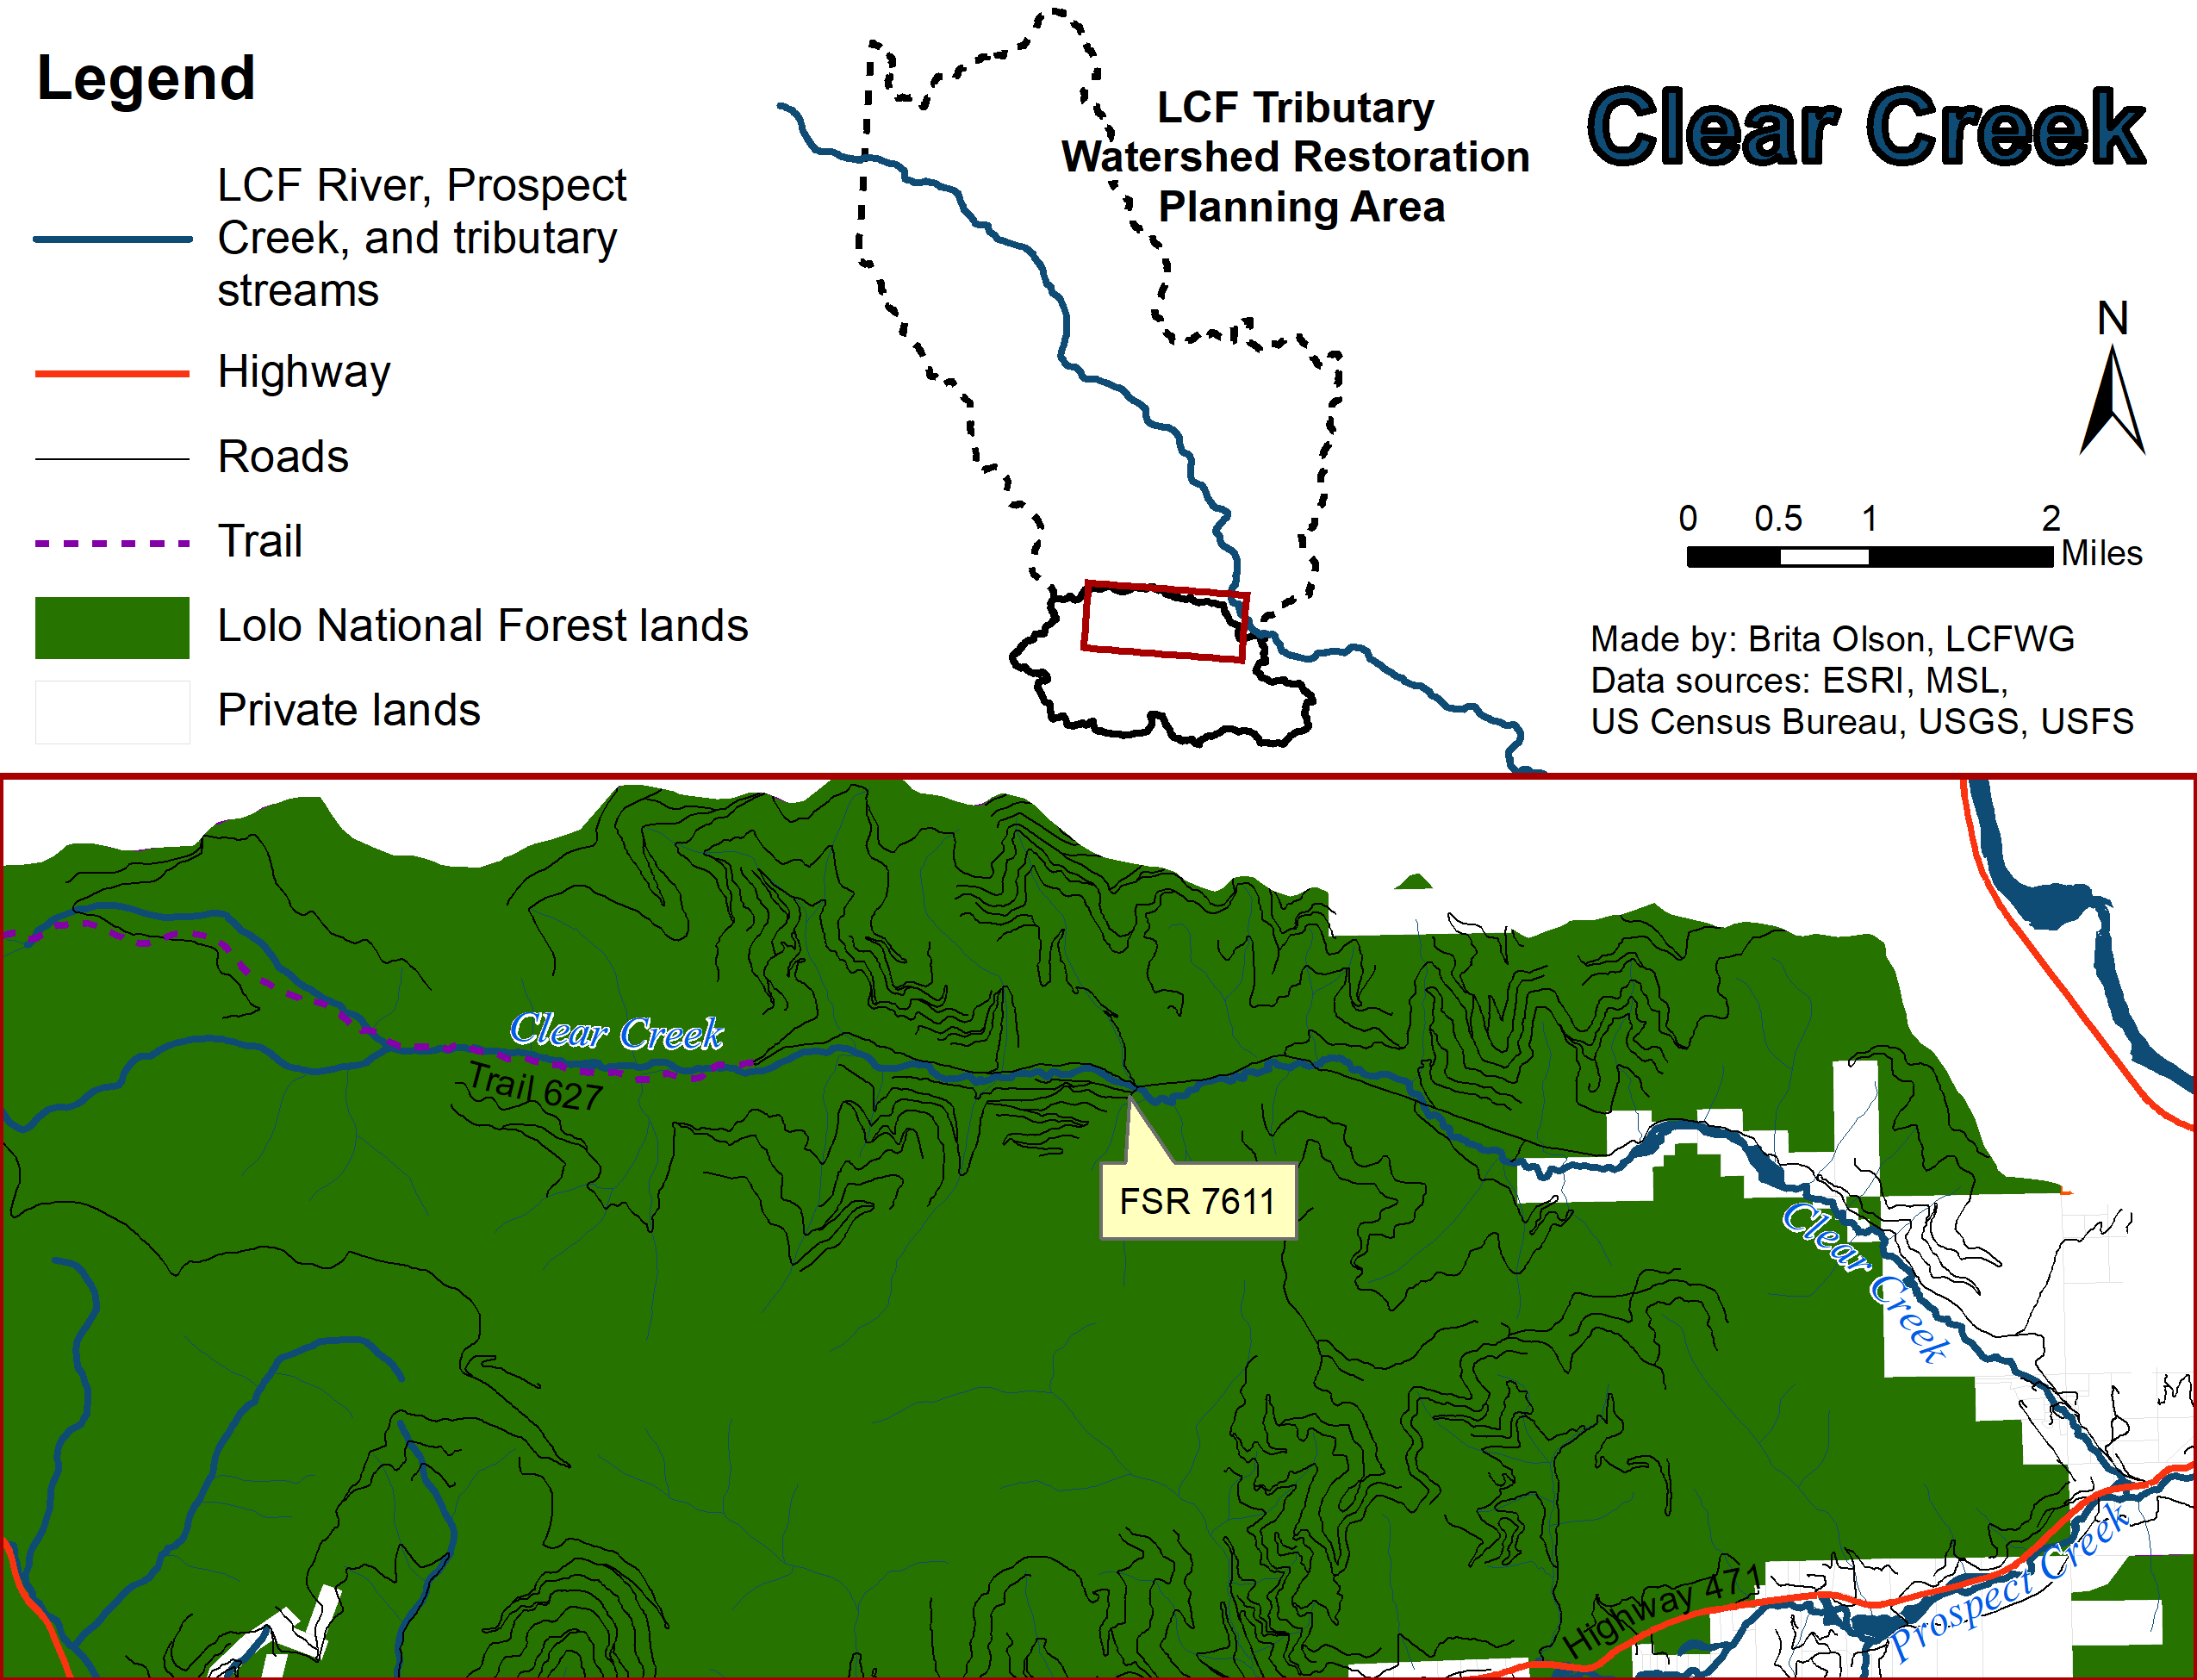 Legend
LCF River, Prospect
Creek, and tributary
streams
Highway
Roads
Trail
Lolo National Forest lands
Private lands
LCF Tributary
Watershed Restoration
Planning Area
Clear Creek
N
0 0.5 1 2
Miles
Made by: Brita Olson, LCFWG
Data sources: ESRI, MSL,
US Census Bureau, USGS, USFS
Clear Creek
Trail 627
FSR 7611
Clear Creek
Highway 471
Prospect Creek